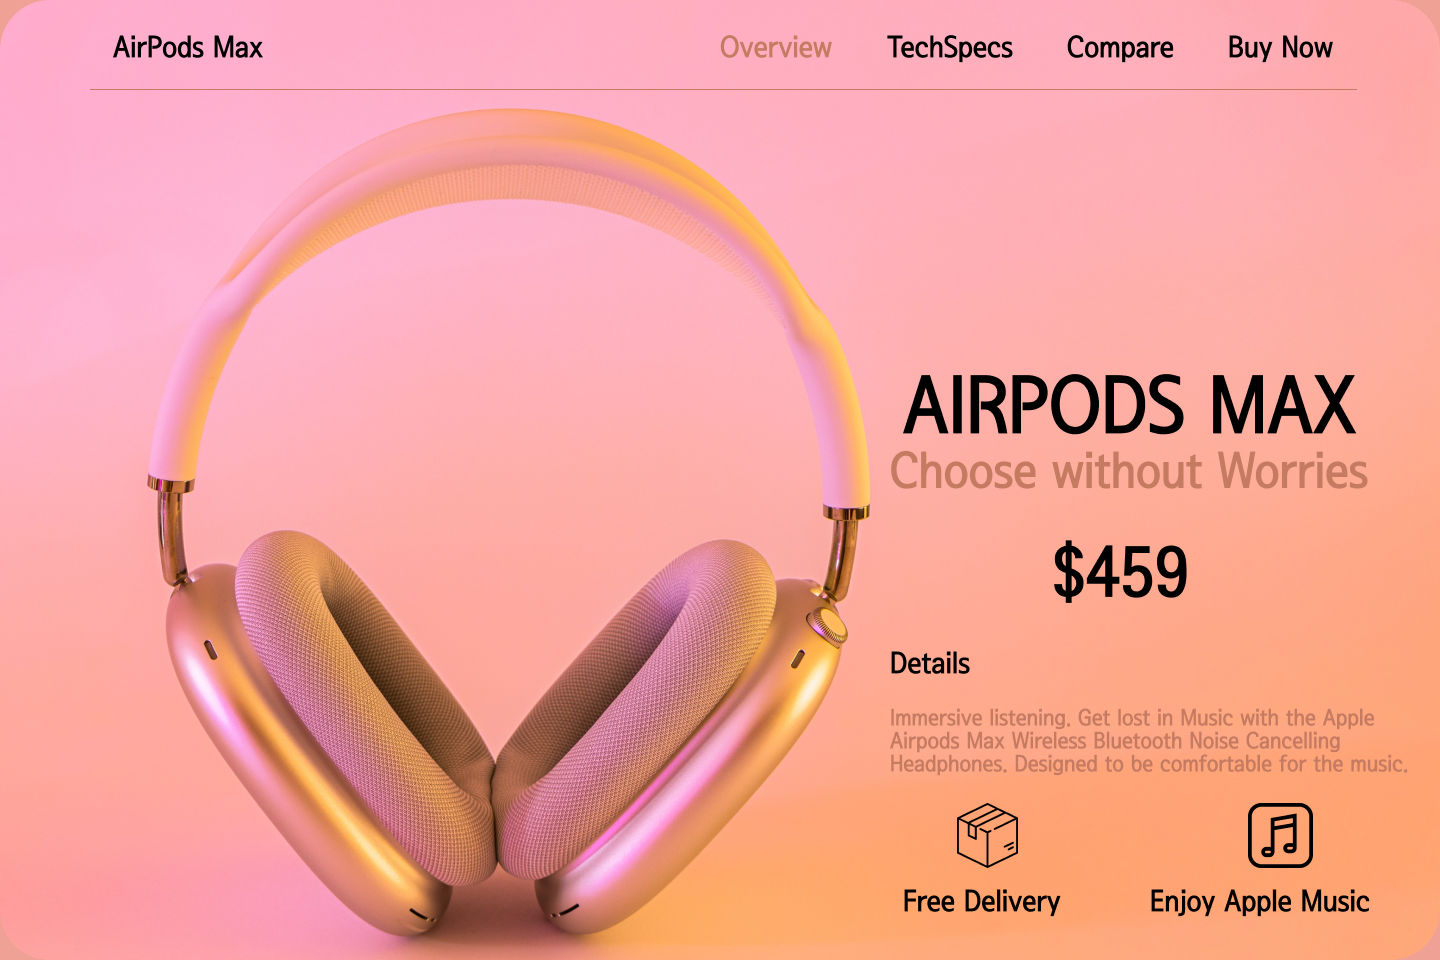 AirPods Max
Overview
TechSpecs
Compare
Buy Now
AIRPODS MAX
Choose without Worries
$459
Details
Immersive listening. Get lost in Music with the Apple
Airpods Max Wireless Bluetooth Noise Cancelling
Headphones. Designed to be comfortable for the music.
Free Delivery
Enjoy Apple Music